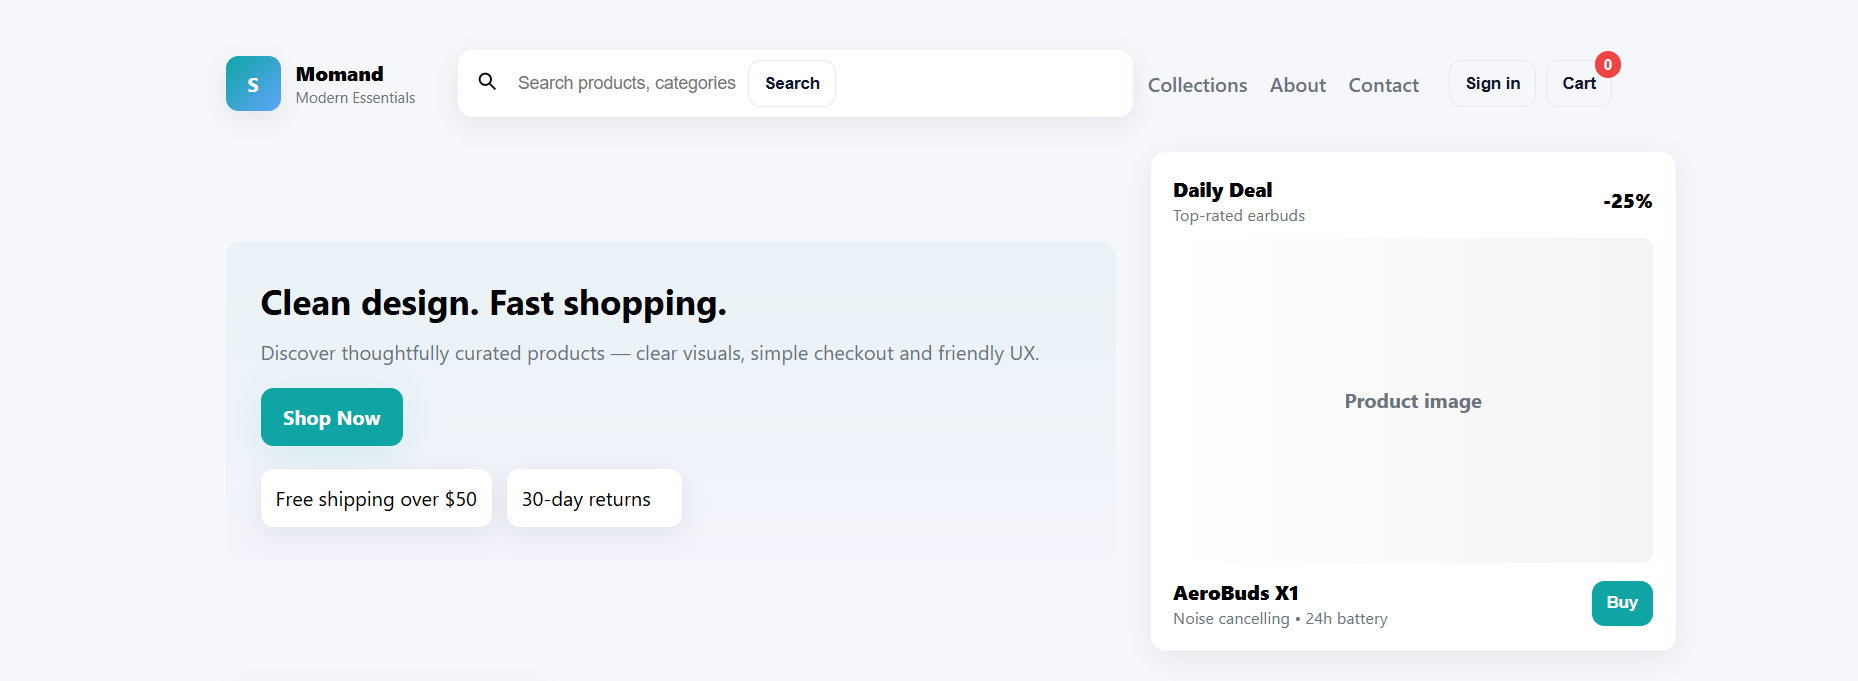 S
Momand
Modern Essentials
Search products, categories
Search
Collections
About
Contact
Sign in
Cart
0
Clean design. Fast shopping.
Discover thoughtfully curated products — clear visuals, simple checkout and friendly UX.
Shop Now
Free shipping over $50
30-day returns
Daily Deal
Top-rated earbuds
-25%
Product image
AeroBuds X1
Noise cancelling • 24h battery
Buy